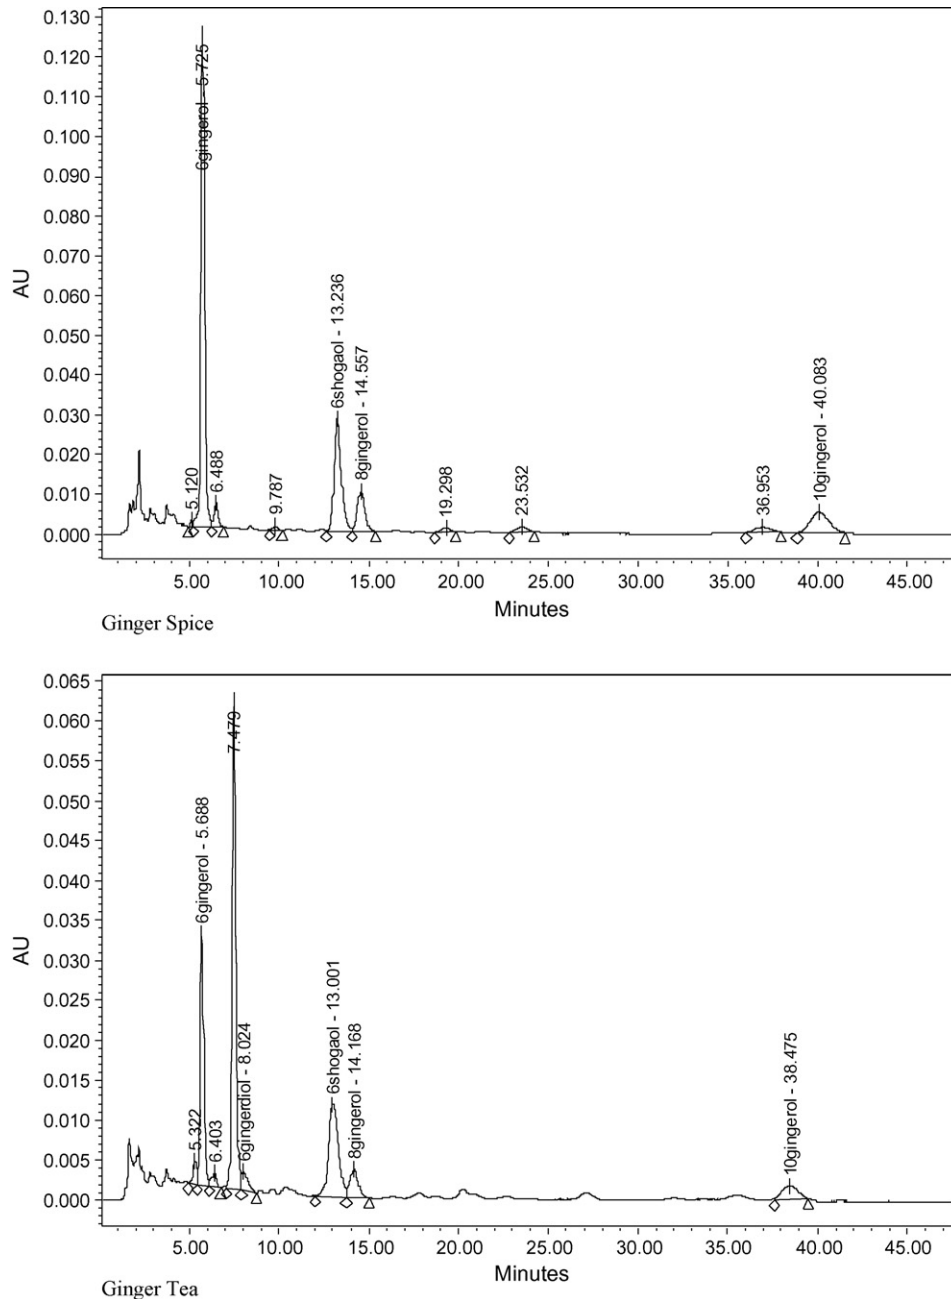 0.130
0.120
0.110
0.100
0.090
0.080
0.070
0.060
0.050
0.040
0.030
0.020
0.010
0.000
AU
5.120
6gingerol - 5.725
6.488
9.787
6shogaol - 13.236
8gingerol - 14.557
19.298
23.532
36.953
10gingerol - 40.083
5.00 10.00 15.00 20.00 25.00 30.00 35.00 40.00 45.00
Minutes
Ginger Spice
0.065
0.060
0.055
0.050
0.045
0.040
0.035
0.030
0.025
0.020
0.015
0.010
0.005
0.000
AU
5.322
6gingerol - 5.688
6.403
7.479
6gingerdiol - 8.024
6shogaol - 13.001
8gingerol - 14.168
10gingerol - 38.475
5.00 10.00 15.00 20.00 25.00 30.00 35.00 40.00 45.00
Minutes
Ginger Tea